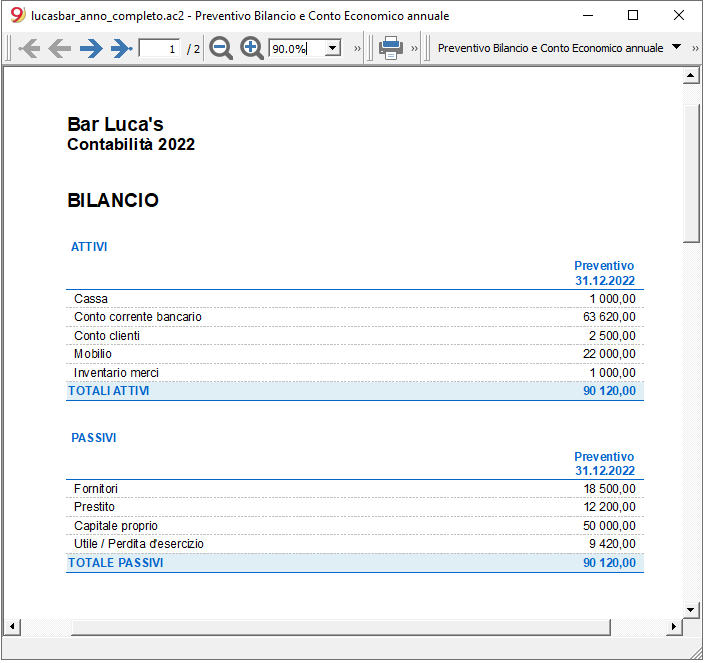 lucasbar_anno_completo.ac2 - Preventivo Bilancio e Conto Economico annuale
1 / 2 90.0% » » Preventivo Bilancio e Conto Economico annuale »
Bar Luca's
Contabilità 2022
BILANCIO
ATTIVI
Preventivo
31.12.2022
Cassa 1 000,00
Conto corrente bancario 63 620,00
Conto clienti 2 500,00
Mobilio 22 000,00
Inventario merci 1 000,00
TOTALI ATTIVI 90 120,00
PASSIVI
Preventivo
31.12.2022
Fornitori 18 500,00
Prestito 12 200,00
Capitale proprio 50 000,00
Utile / Perdita d'esercizio 9 420,00
TOTALE PASSIVI 90 120,00